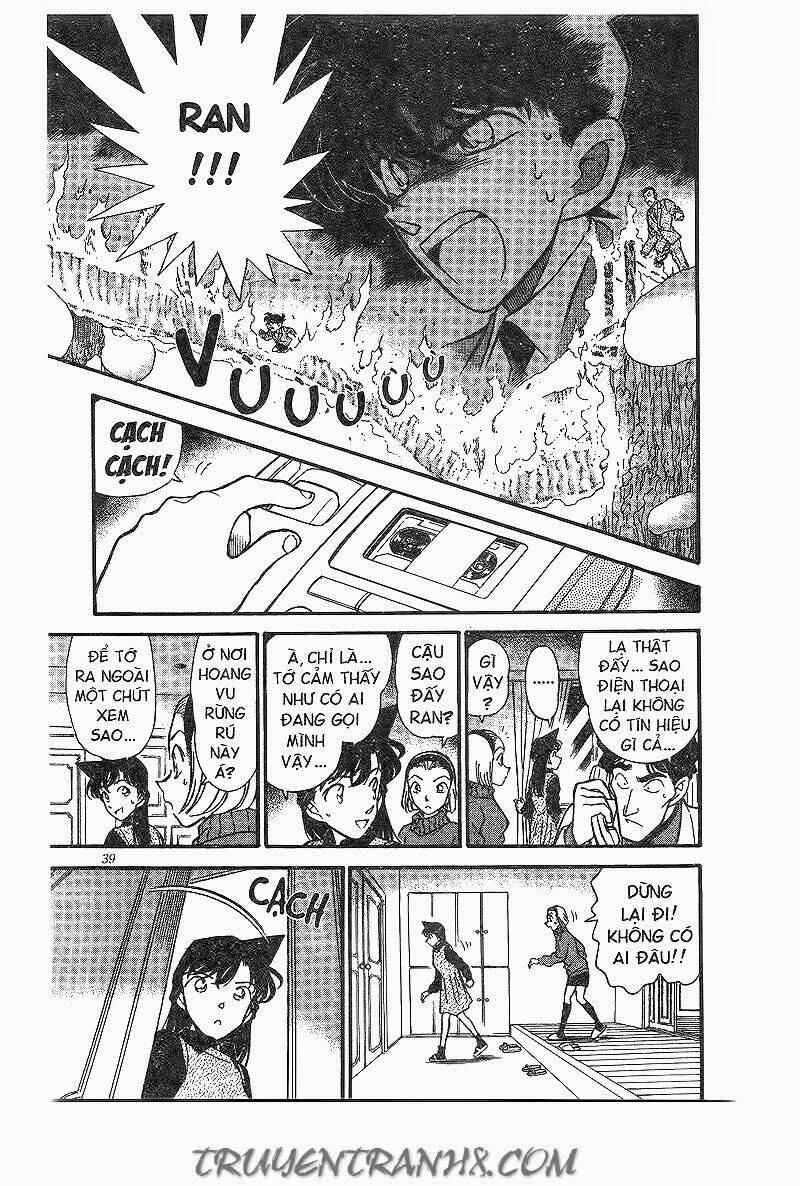 RAN
!!!
VUUUÙÙ
CẠCH
CẠCH!
LẠ THẬT
ĐẤY... SAO
ĐIỆN THOẠI
LẠI KHÔNG
CÓ TÍN HIỆU
GÌ CẢ...
......
GÌ
VẬY
?
CẬU
SAO
ĐẤY
RAN?
À, CHỈ LÀ...
TỚ CẢM THẤY
NHƯ CÓ AI
ĐANG GỌI
MÌNH
VẬY...
Ở NƠI
HOANG
VU
RỪNG
RÚ
NÀY
Á?
ĐỂ TỚ
RA NGOÀI
MỘT CHÚT
XEM
SAO...
39
DỪNG
LẠI ĐI!
KHÔNG CÓ
AI ĐÂU!!
CẠCH
TRUYENTRANH8.COM